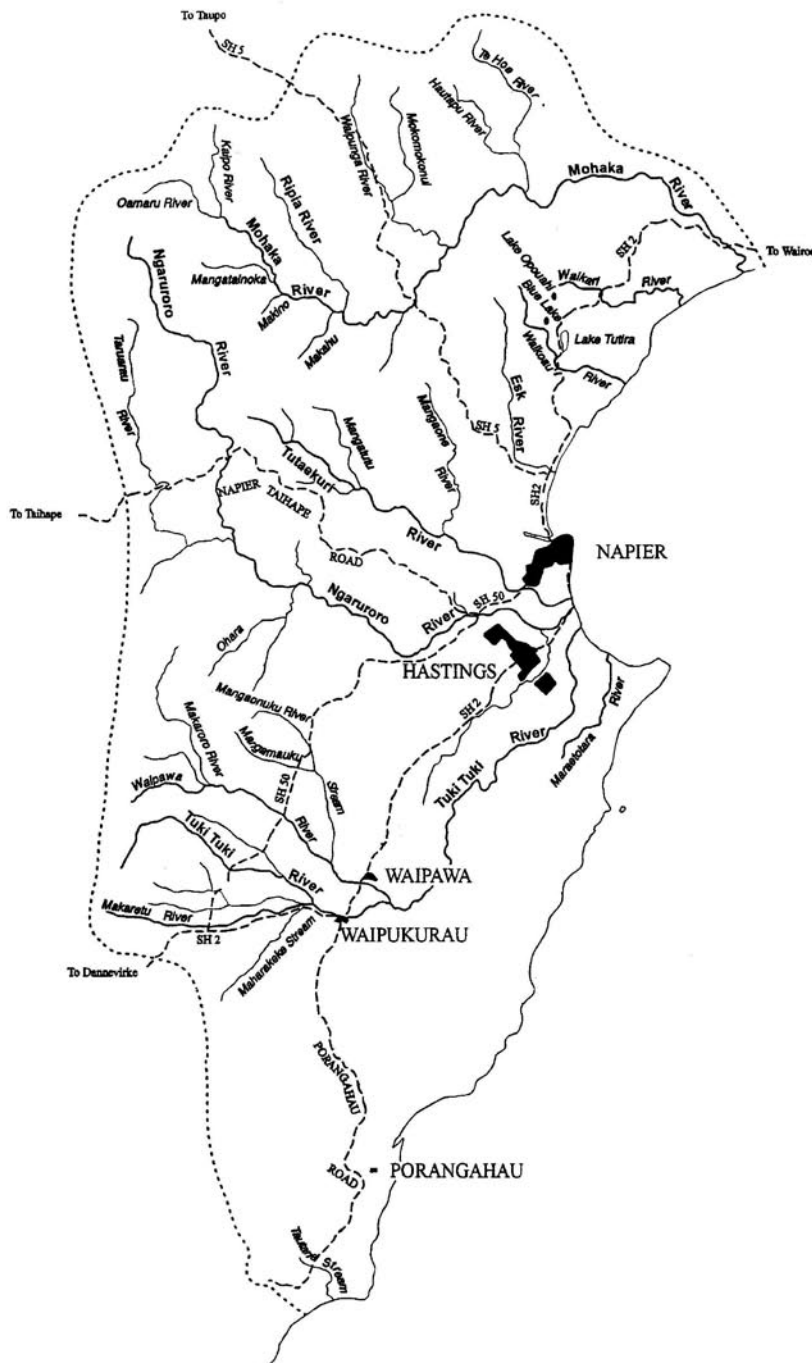 To Taupo
SH 5
Te Hoe River
Hautapu River
Waipunga River
Mokomokonui
Kaipo River
Ripia River
Oamaru River
Mohaka River
Mohaka River
SH 2
To Wairoa
Ngaruroro River
Mangatainoka
Makino
Makahu
Lake Opouahi
Blue Lake
Waikari River
Lake Tutira
Waikoau River
Taruarau River
Esk River
Mangatutu
Mangaone River
SH 5
SH2
Tutaekuri River
NAPIER TAIHAPE ROAD
To Taihape
NAPIER
Ngaruroro River
SH 50
Ohara
HASTINGS
SH 2
Mangaonuku River
Mangamauku Stream
Makaroro River
Maraetotara River
Tuki Tuki River
Waipawa River
SH 50
Tuki Tuki River
WAIPAWA
Makaretu River
WAIPUKURAU
SH 2
Maharakeke Stream
To Dannevirke
PORANGAHAU ROAD
PORANGAHAU
Stream